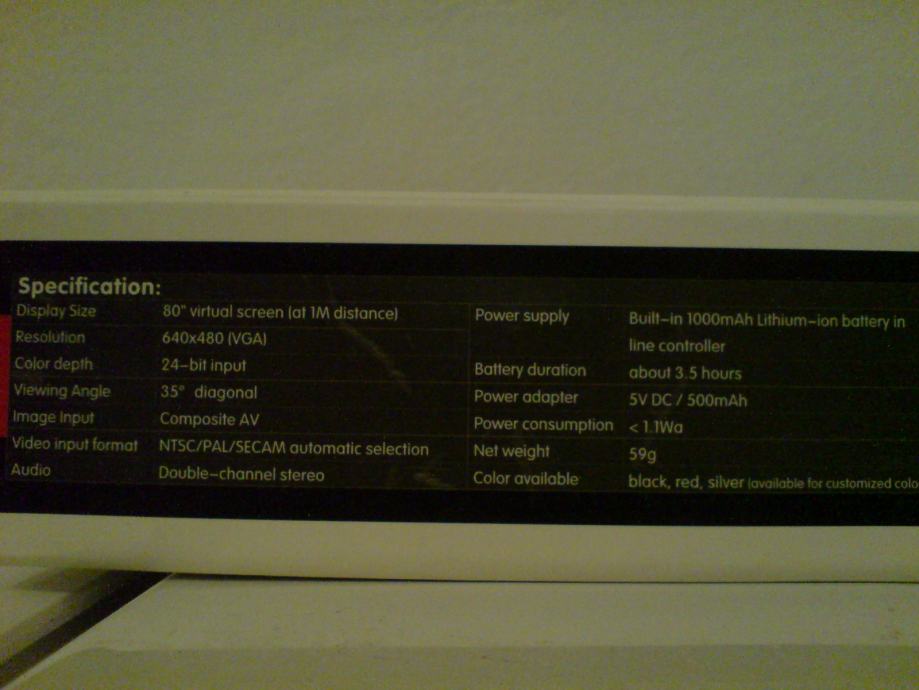 Specification:
Display Size 80" virtual screen (at 1M distance)
Resolution 640x480 (VGA)
Color depth 24-bit input
Viewing Angle 35° diagonal
Image Input Composite AV
Video input format NTSC/PAL/SECAM automatic selection
Audio Double-channel stereo
Power supply Built-in 1000mAh Lithium-ion battery in
line controller
Battery duration about 3.5 hours
Power adapter 5V DC / 500mAh
Power consumption < 1.1Wa
Net weight 59g
Color available black, red, silver (available for customized colo